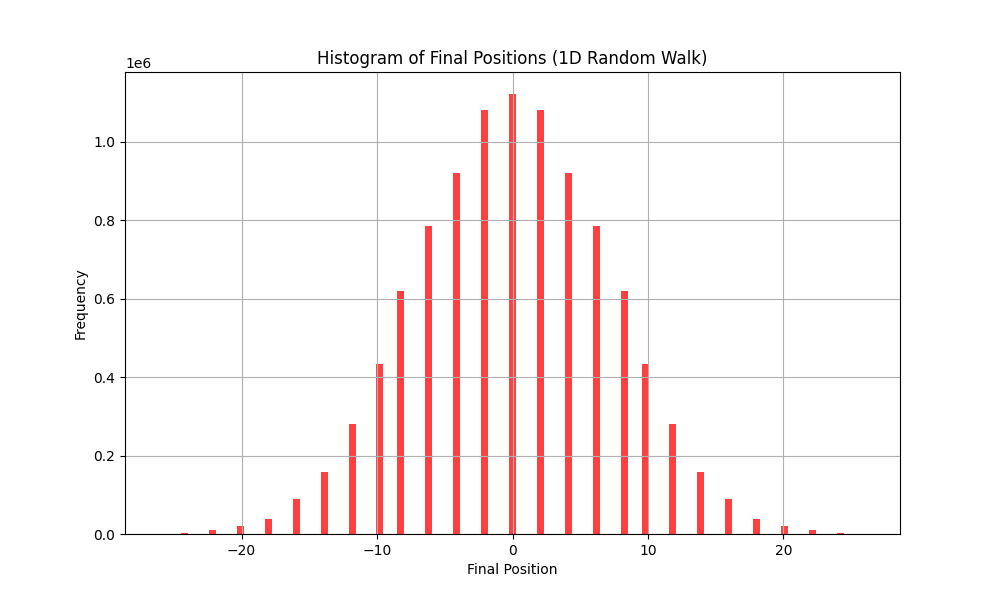 Histogram of Final Positions (1D Random Walk)
1e6
1.0
0.8
0.6
0.4
0.2
0.0
Frequency
−20 −10 0 10 20
Final Position